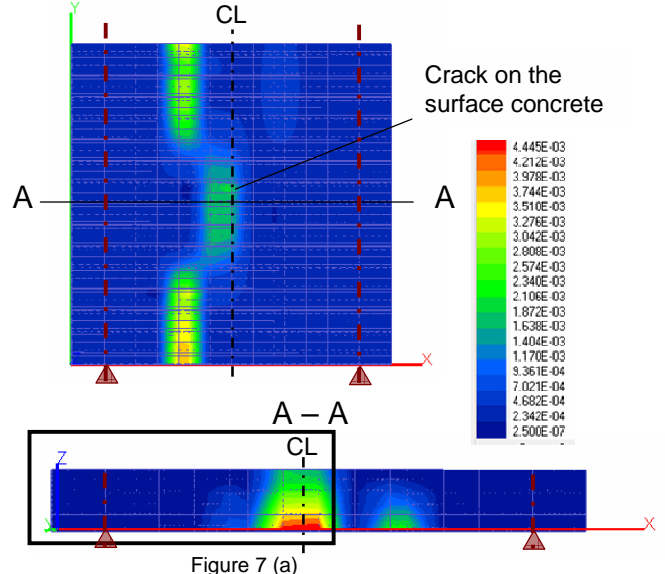 Y
CL
Crack on the
surface concrete
A
A
X
4.445E-03
4.212E-03
3.978E-03
3.744E-03
3.510E-03
3.276E-03
3.042E-03
2.808E-03
2.574E-03
2.340E-03
2.106E-03
1.872E-03
1.638E-03
1.404E-03
1.170E-03
9.361E-04
7.021E-04
4.682E-04
2.342E-04
2.500E-07
A – A
CL
Z
X
Figure 7 (a)